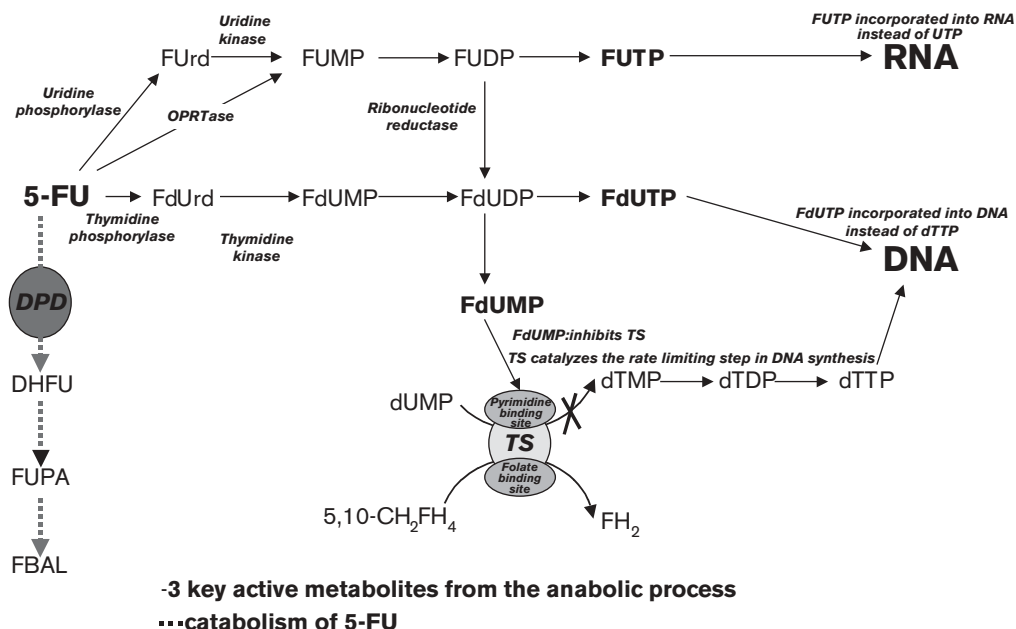 Uridine
kinase
FUTP incorporated into RNA
instead of UTP
FUrd
FUMP
FUDP
FUTP
RNA
Uridine
phosphorylase
OPRTase
Ribonucleotide
reductase
5-FU
FdUrd
FdUMP
FdUDP
FdUTP
Thymidine
phosphorylase
Thymidine
kinase
FdUTP incorporated into DNA
instead of dTTP
DNA
DPD
FdUMP
FdUMP:inhibits TS
TS catalyzes the rate limiting step in DNA synthesis
DHFU
dUMP
Pyrimidine
binding
site
dTMP
dTDP
dTTP
TS
FUPA
Folate
binding
site
5,10-CH2FH4
FH2
FBAL
-3 key active metabolites from the anabolic process
catabolism of 5-FU